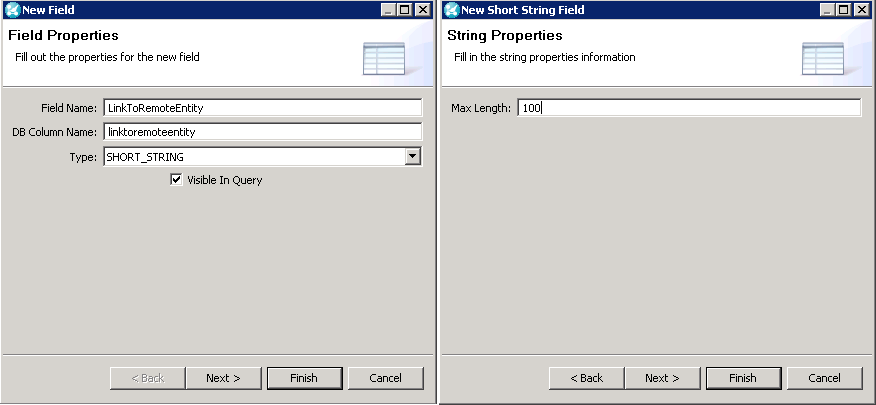 New Field
Field Properties
Fill out the properties for the new field
Field Name: LinkToRemoteEntity
DB Column Name: linktoremoteentity
Type: SHORT_STRING
Visible In Query
< Back Next > Finish Cancel
New Short String Field
String Properties
Fill in the string properties information
Max Length: 100
< Back Next > Finish Cancel